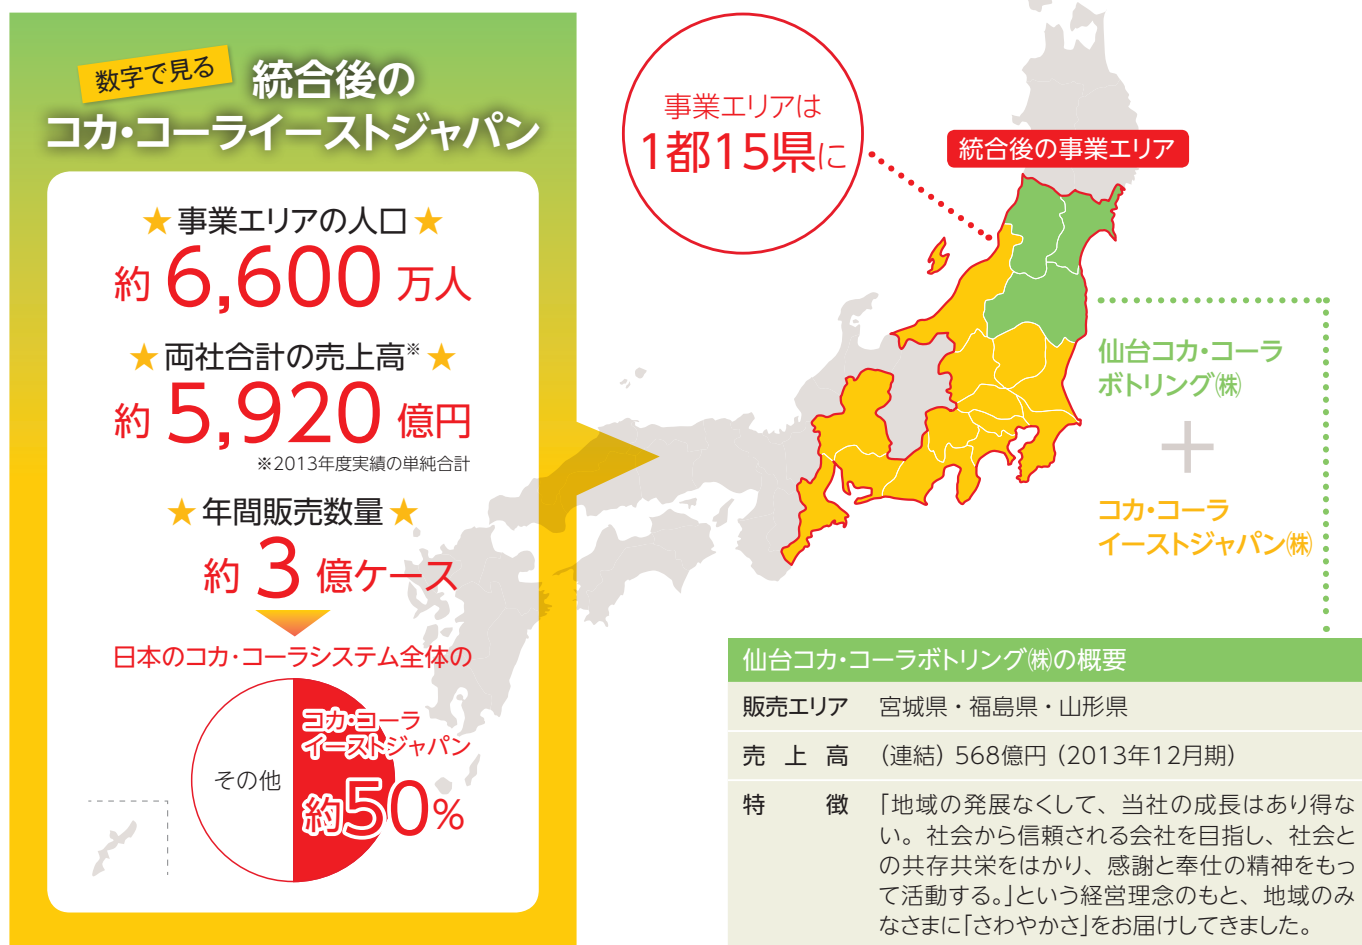 数字で見る
統合後の
コカ・コーライーストジャパン
★事業エリアの人口★
約6,600万人
★両社合計の売上高※★
約5,920億円
※2013年度実績の単純合計
★年間販売数量★
約3億ケース
日本のコカ・コーラシステム全体の
その他
コカ・コーラ
イーストジャパン
約50%
事業エリアは
1都15県に
統合後の事業エリア
仙台コカ・コーラ
ボトリング㈱
+
コカ・コーラ
イーストジャパン㈱
仙台コカ・コーラボトリング㈱の概要
販売エリア 宮城県・福島県・山形県
売上高 (連結) 568億円 (2013年12月期)
特徴 「地域の発展なくして、当社の成長はあり得な
い。社会から信頼される会社を目指し、社会と
の共存共栄をはかり、感謝と奉仕の精神をもっ
て活動する。」という経営理念のもと、地域のみ
なさまに「さわやかさ」をお届けしてきました。